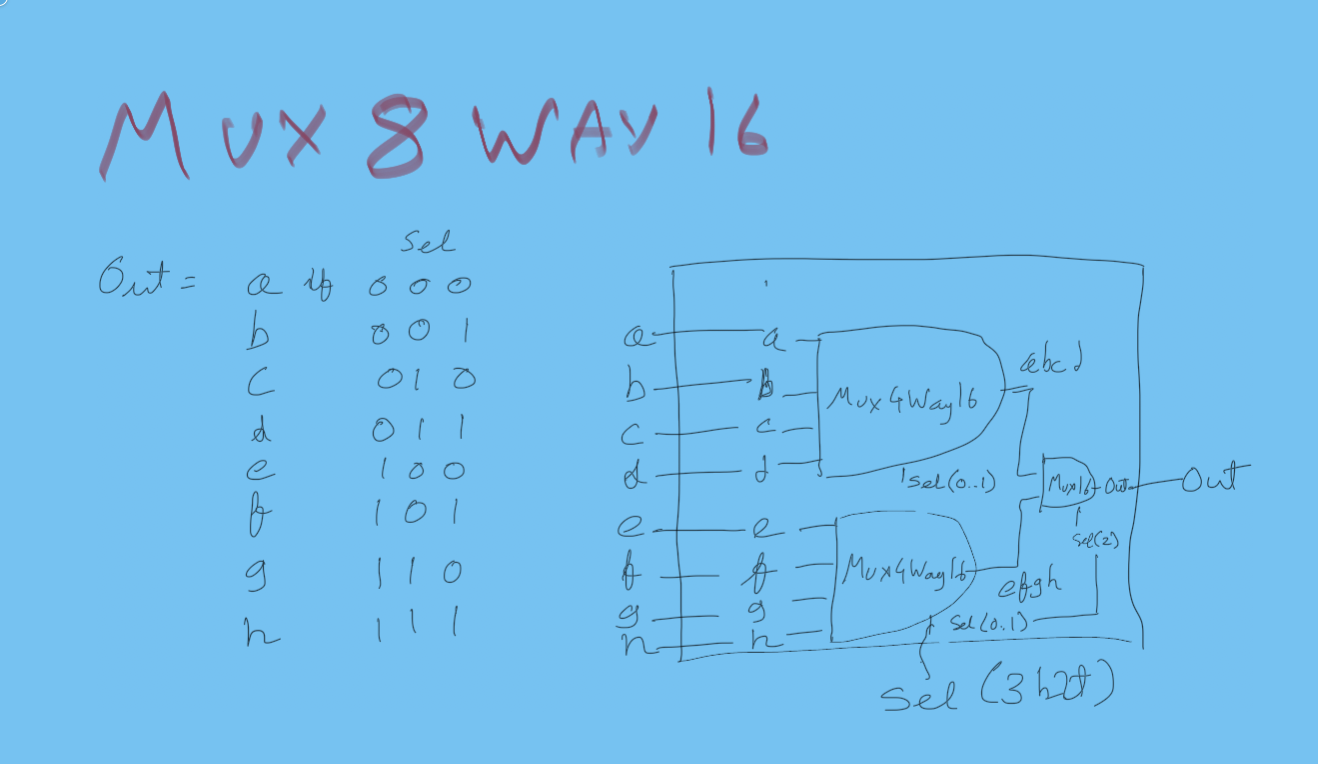 MUX 8 WAY 16
Sel
Out = a if 0 0 0
b 0 0 1
c 0 1 0
d 0 1 1
e 1 0 0
f 1 0 1
g 1 1 0
h 1 1 1
a a
b b
c c
d d
e e
f f
g g
h h
Mux4Way16
abcd
Sel(0..1)
Mux16
Out
Out
Sel(2)
Mux4Way16
efgh
Sel(0..1)
Sel (3 bit)